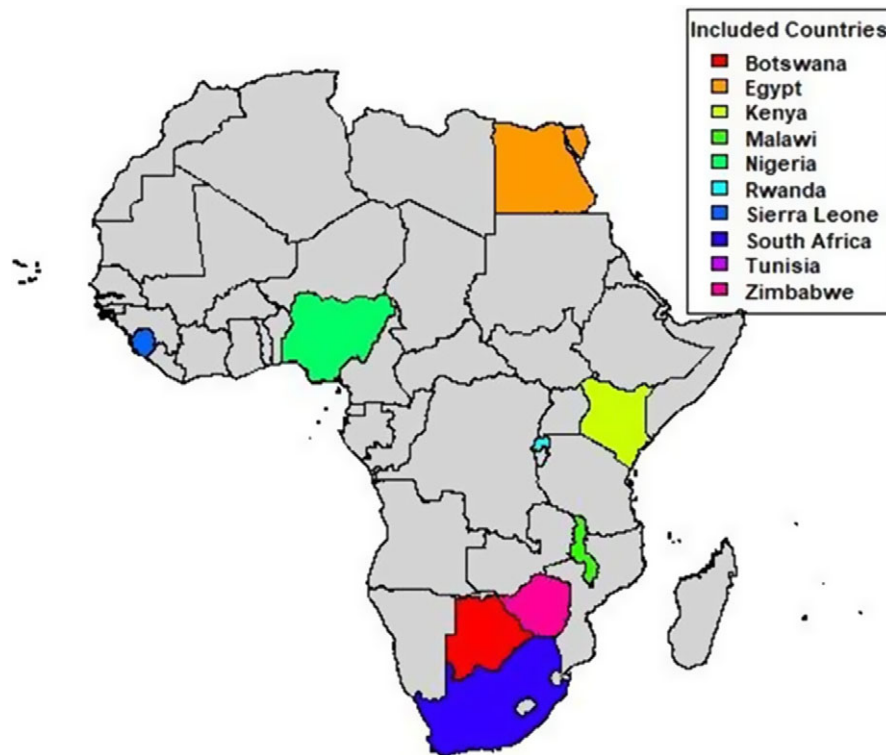 Included Countries
Botswana
Egypt
Kenya
Malawi
Nigeria
Rwanda
Sierra Leone
South Africa
Tunisia
Zimbabwe